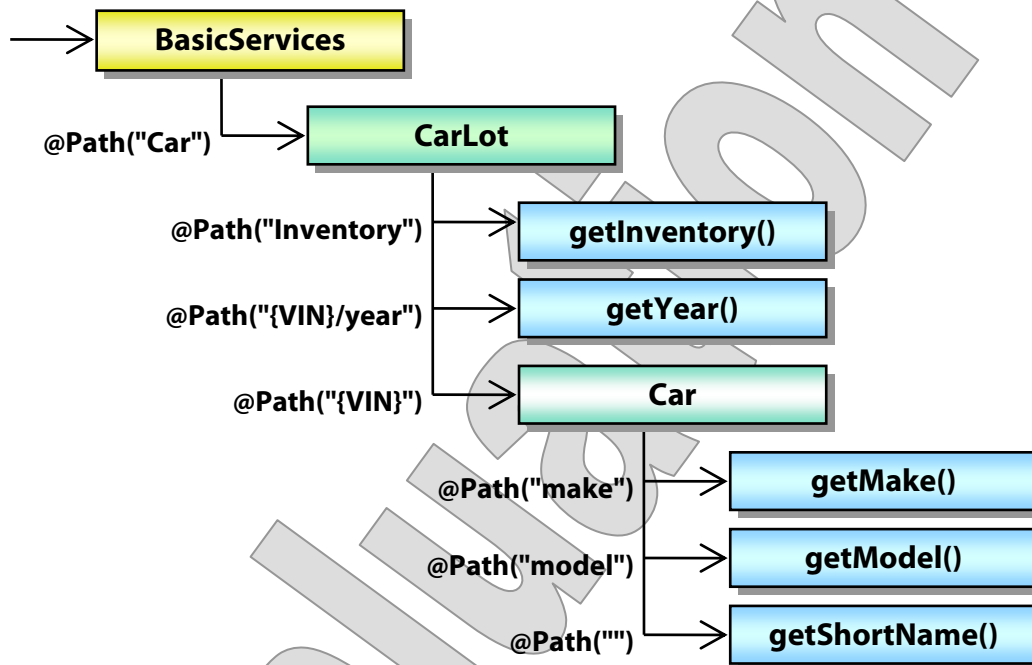 BasicServices
@Path("Car")
CarLot
@Path("Inventory")
getInventory()
@Path("{VIN}/year")
getYear()
@Path("{VIN}")
Car
@Path("make")
getMake()
@Path("model")
getModel()
@Path("")
getShortName()